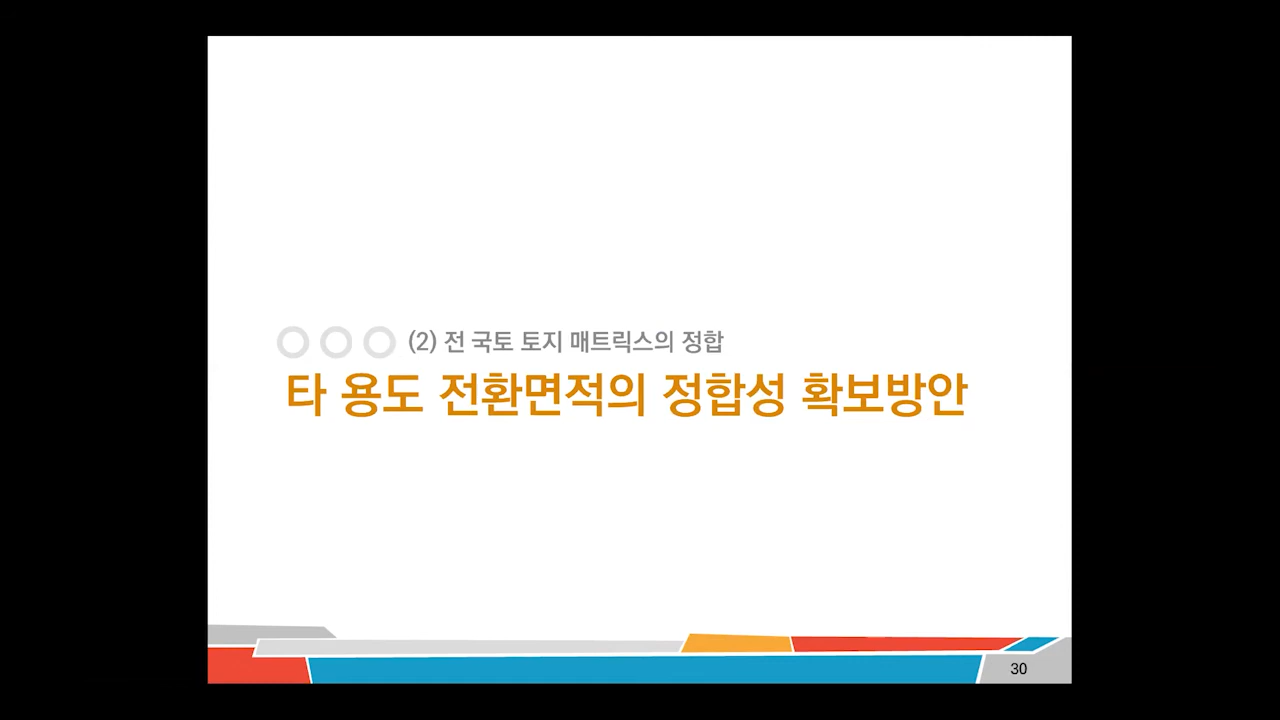 (2) 전 국토 토지 매트릭스의 정합
타 용도 전환면적의 정합성 확보방안
30